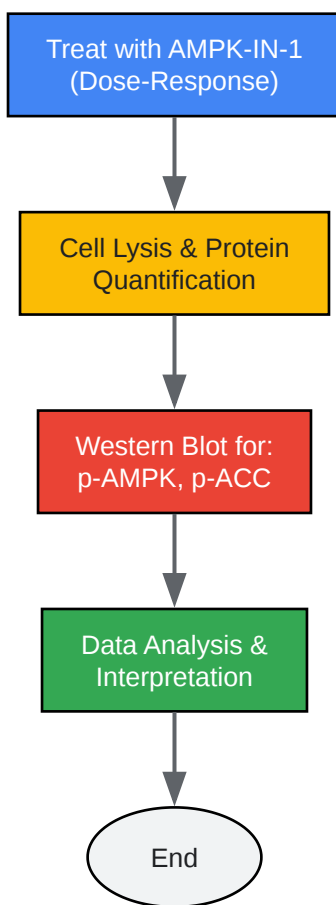 Treat with AMPK-IN-1
(Dose-Response)
Cell Lysis & Protein
Quantification
Western Blot for:
p-AMPK, p-ACC
Data Analysis &
Interpretation
End